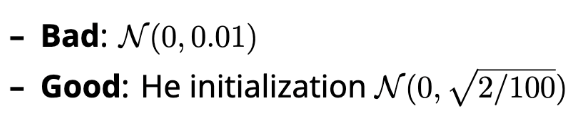 – Bad: 𝒩(0, 0.01)
– Good: He initialization 𝒩(0, √2/100)